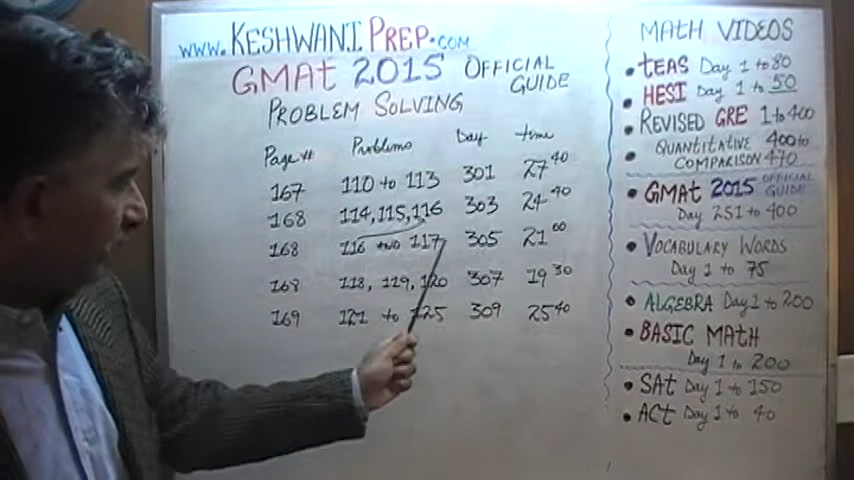 www.KESHWANI PREP.com
GMAt 2015 OFFICIAL GUIDE
PROBLEM SOLVING
Page # Problems Day time
167 110 to 113 301 27 40
168 114,115,116 303 24 40
168 116 AND 117 305 21 00
168 118, 119, 120 307 19 30
169 121 to 125 309 25 40
MATH VIDEOS
• tEAS Day 1 to 80
• HESI Day 1 to 50
• REVISED GRE 1 to 400
• QUANTITATIVE 400 to
COMPARISON 470
• GMAt 2015 OFFICIAL GUIDE
Day 251 to 400
• VOCABULARY WORDS
Day 1 to 75
• ALGEBRA Day 1 to 200
• BASIC MATH
Day 1 to 200
• SAt Day 1 to 150
• ACt Day 1 to 40